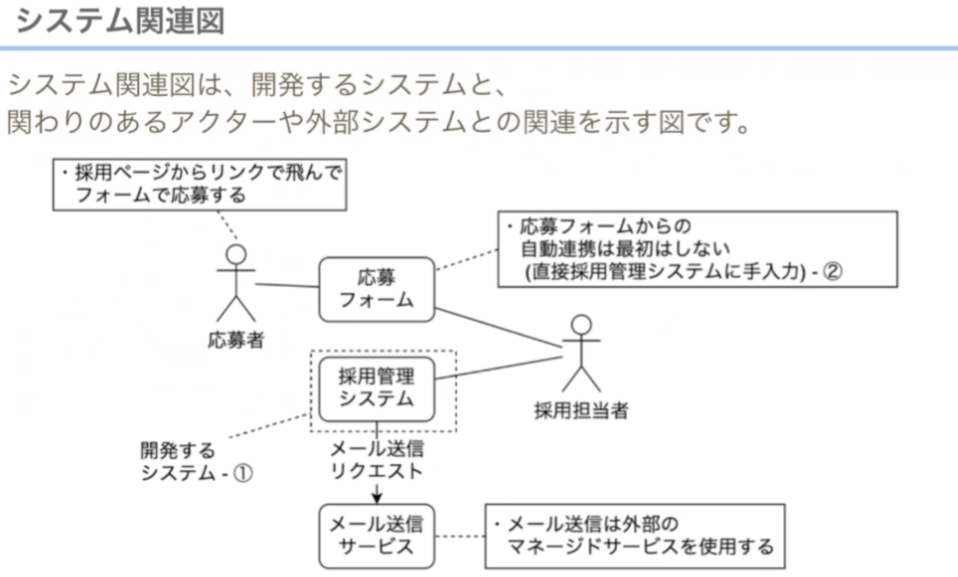 システム関連図
システム関連図は、開発するシステムと、
関わりのあるアクターや外部システムとの関連を示す図です。
・採用ページからリンクで飛んで
フォームで応募する
・応募フォームからの
自動連携は最初はしない
(直接採用管理システムに手入力) - ②
応募
フォーム
応募者
採用管理
システム
採用担当者
開発する
システム - ①
メール送信
リクエスト
メール送信
サービス
・メール送信は外部の
マネージドサービスを使用する